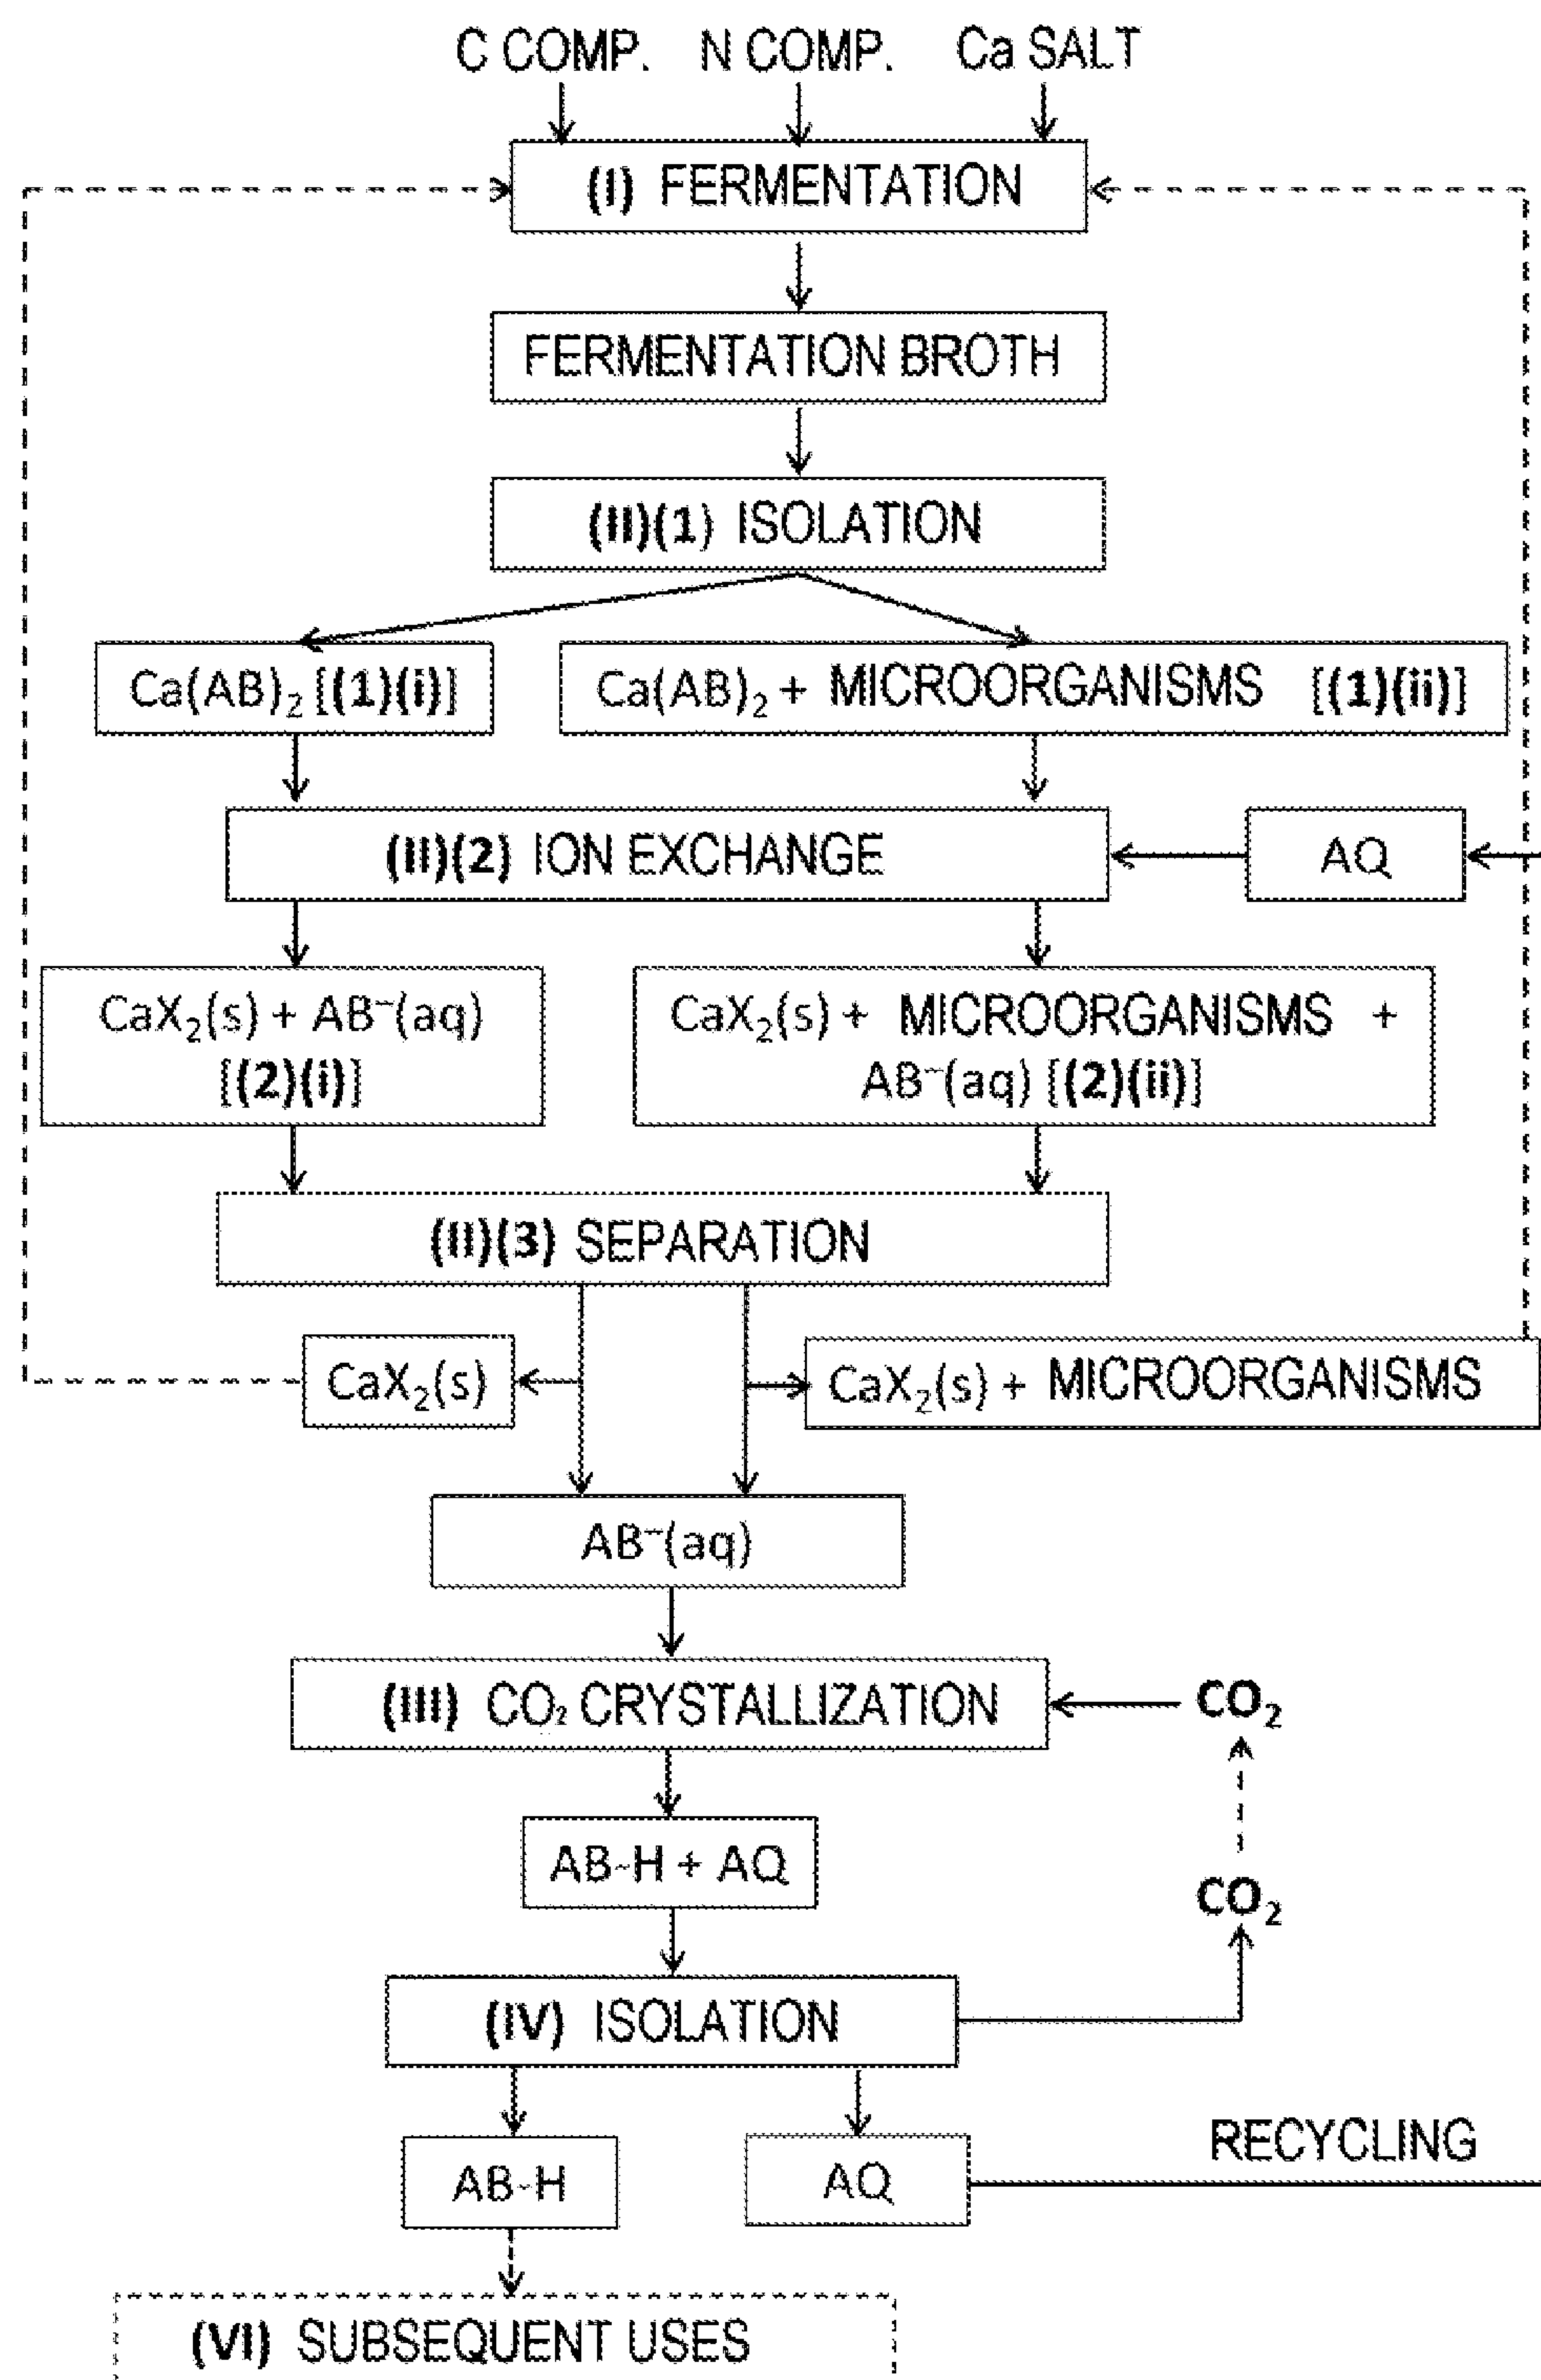 C COMP. N COMP. Ca SALT
(I) FERMENTATION
FERMENTATION BROTH
(II)(1) ISOLATION
Ca(AB)₂ [(1)(i)]
Ca(AB)₂ + MICROORGANISMS [(1)(ii)]
(II)(2) ION EXCHANGE
AQ
CaX₂(s) + AB⁻(aq)
[(2)(i)]
CaX₂(s) + MICROORGANISMS +
AB⁻(aq) [(2)(ii)]
(II)(3) SEPARATION
CaX₂(s)
CaX₂(s) + MICROORGANISMS
AB⁻(aq)
(III) CO₂ CRYSTALLIZATION
CO₂
AB-H + AQ
CO₂
(IV) ISOLATION
RECYCLING
AB-H
AQ
(VI) SUBSEQUENT USES